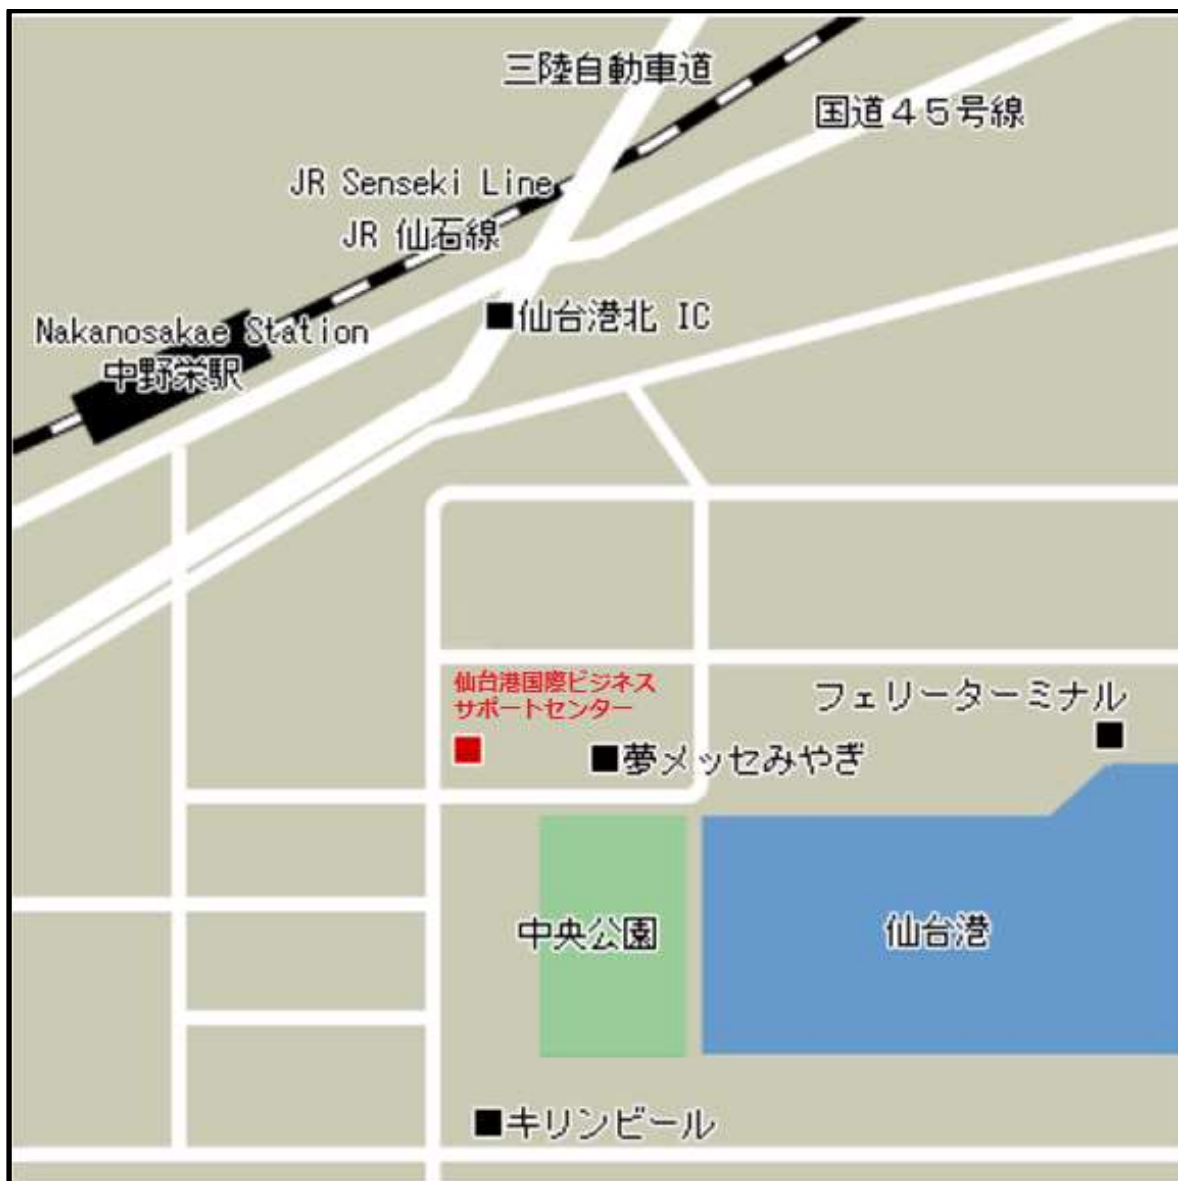 三陸自動車道
国道45号線
JR Senseki Line
JR 仙石線
仙台港北 IC
Nakanosakae Station
中野栄駅
仙台港国際ビジネス
サポートセンター
フェリーターミナル
夢メッセみやぎ
中央公園
仙台港
キリンビール